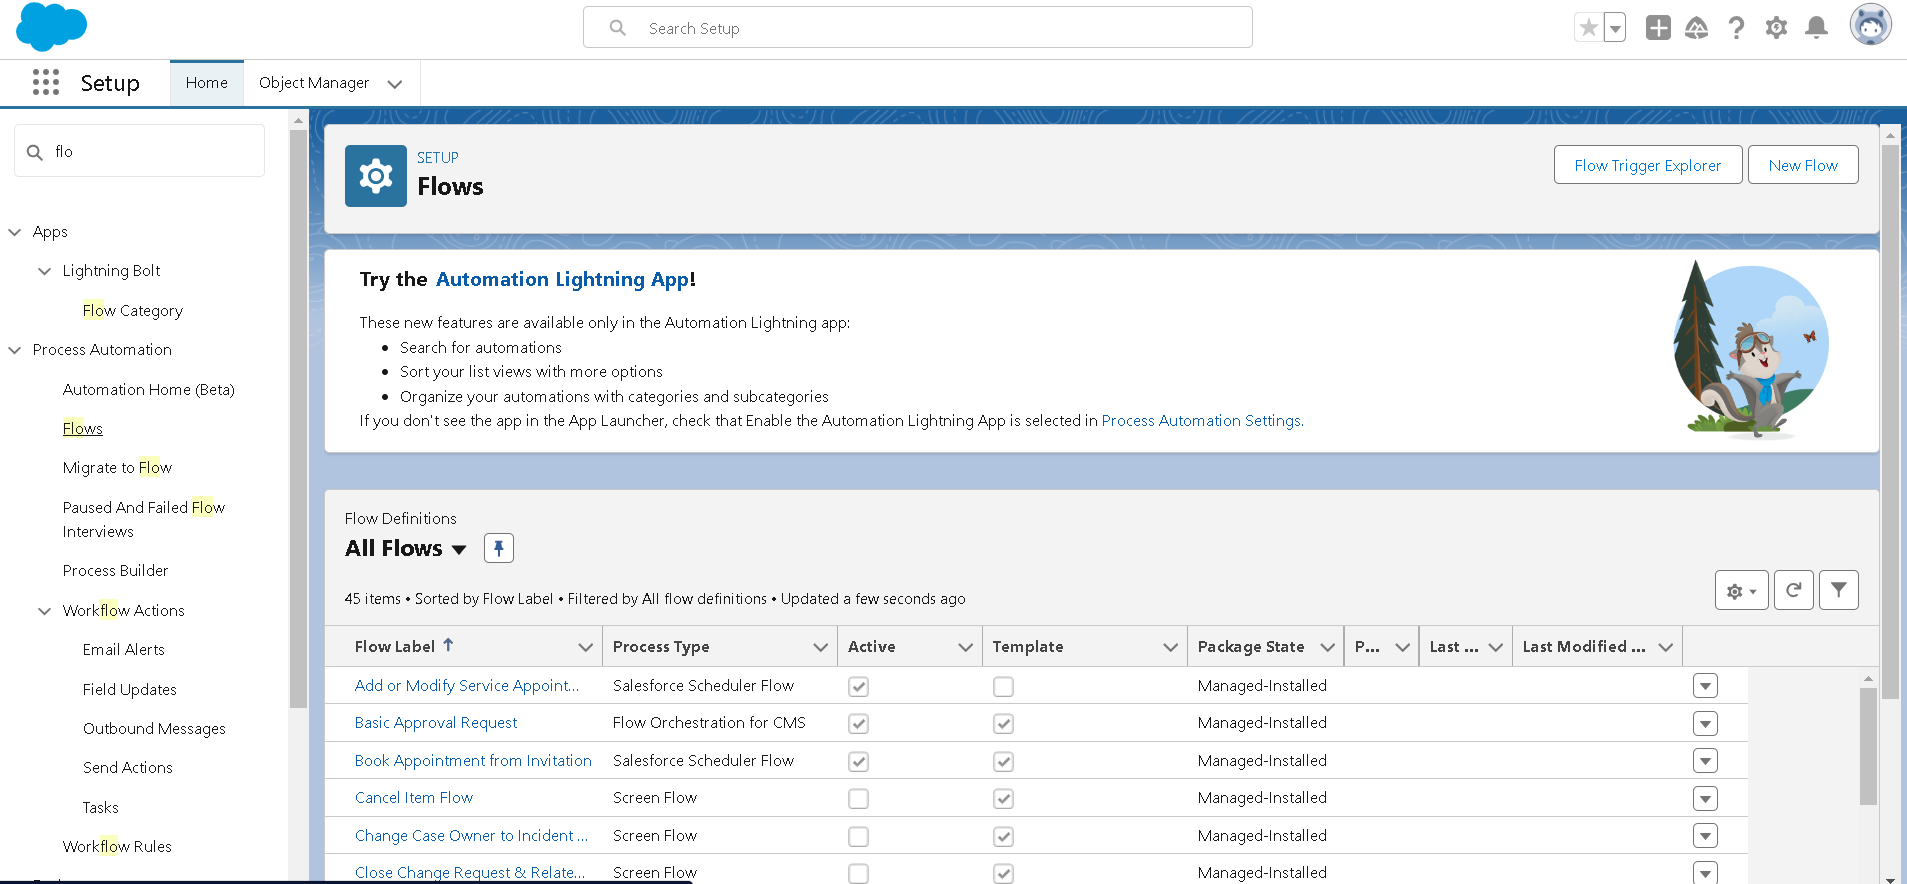 Search Setup
Setup
Home
Object Manager
flo
Apps
Lightning Bolt
Flow Category
Process Automation
Automation Home (Beta)
Flows
Migrate to Flow
Paused And Failed Flow
Interviews
Process Builder
Workflow Actions
Email Alerts
Field Updates
Outbound Messages
Send Actions
Tasks
Workflow Rules
SETUP
Flows
Flow Trigger Explorer
New Flow
Try the Automation Lightning App!
These new features are available only in the Automation Lightning app:
• Search for automations
• Sort your list views with more options
• Organize your automations with categories and subcategories
If you don't see the app in the App Launcher, check that Enable the Automation Lightning App is selected in Process Automation Settings.
Flow Definitions
All Flows
45 items • Sorted by Flow Label • Filtered by All flow definitions • Updated a few seconds ago
Flow Label ↑ Process Type Active Template Package State P... Last ... Last Modified ...
Add or Modify Service Appoint... Salesforce Scheduler Flow Managed-Installed
Basic Approval Request Flow Orchestration for CMS Managed-Installed
Book Appointment from Invitation Salesforce Scheduler Flow Managed-Installed
Cancel Item Flow Screen Flow Managed-Installed
Change Case Owner to Incident ... Screen Flow Managed-Installed
Close Change Request & Relate... Screen Flow Managed-Installed